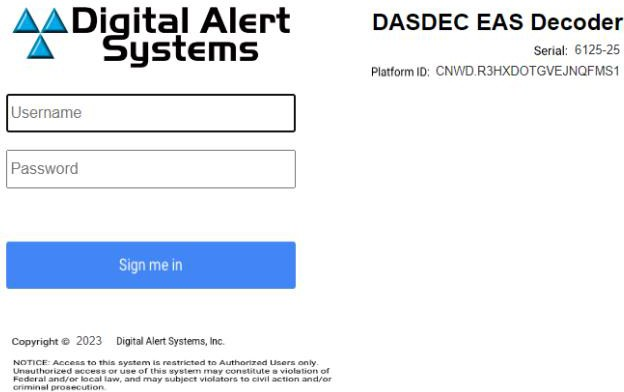 Digital Alert
Systems
DASDEC EAS Decoder
Serial: 6125-25
Platform ID: CNWD.R3HXDOTGVEJNQFMS1
Username
Password
Sign me in
Copyright © 2023 Digital Alert Systems, Inc.
NOTICE: Access to this system is restricted to Authorized Users only.
Unauthorized access or use of this system may constitute a violation of
Federal and/or local law, and may subject violators to civil action and/or
criminal prosecution.